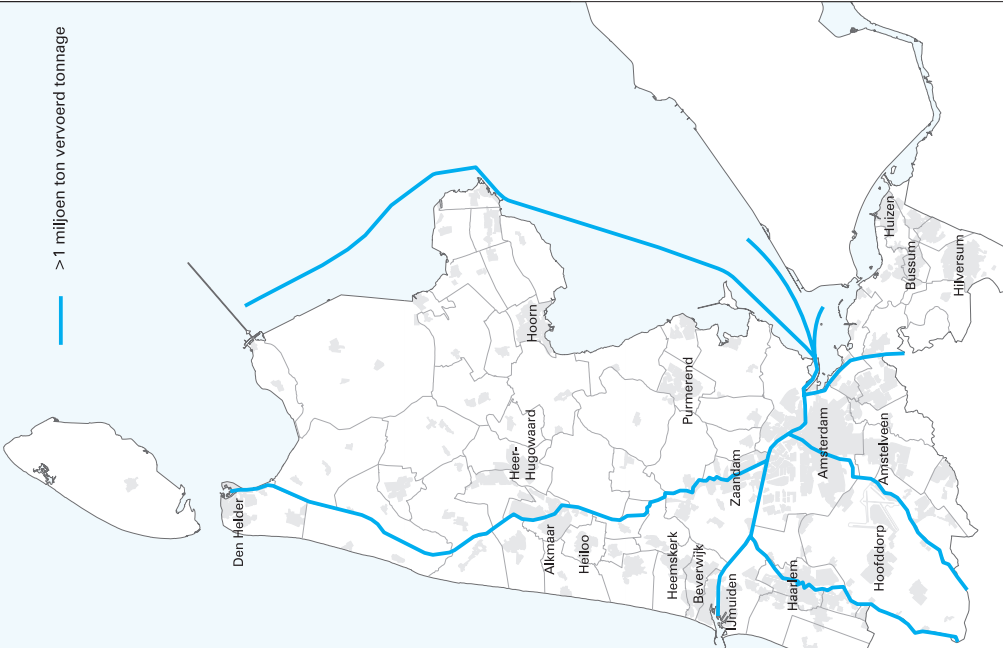 >1 miljoen ton vervoerd tonnage
Den Helder
Alkmaar
Heiloo
Heer-
Hugowaard
Hoorn
Heemskerk
Beverwijk
IJmuiden
Zaandam
Purmerend
Haarlem
Amsterdam
Hoofddorp
Amstelveen
Huizen
Bussum
Hilversum